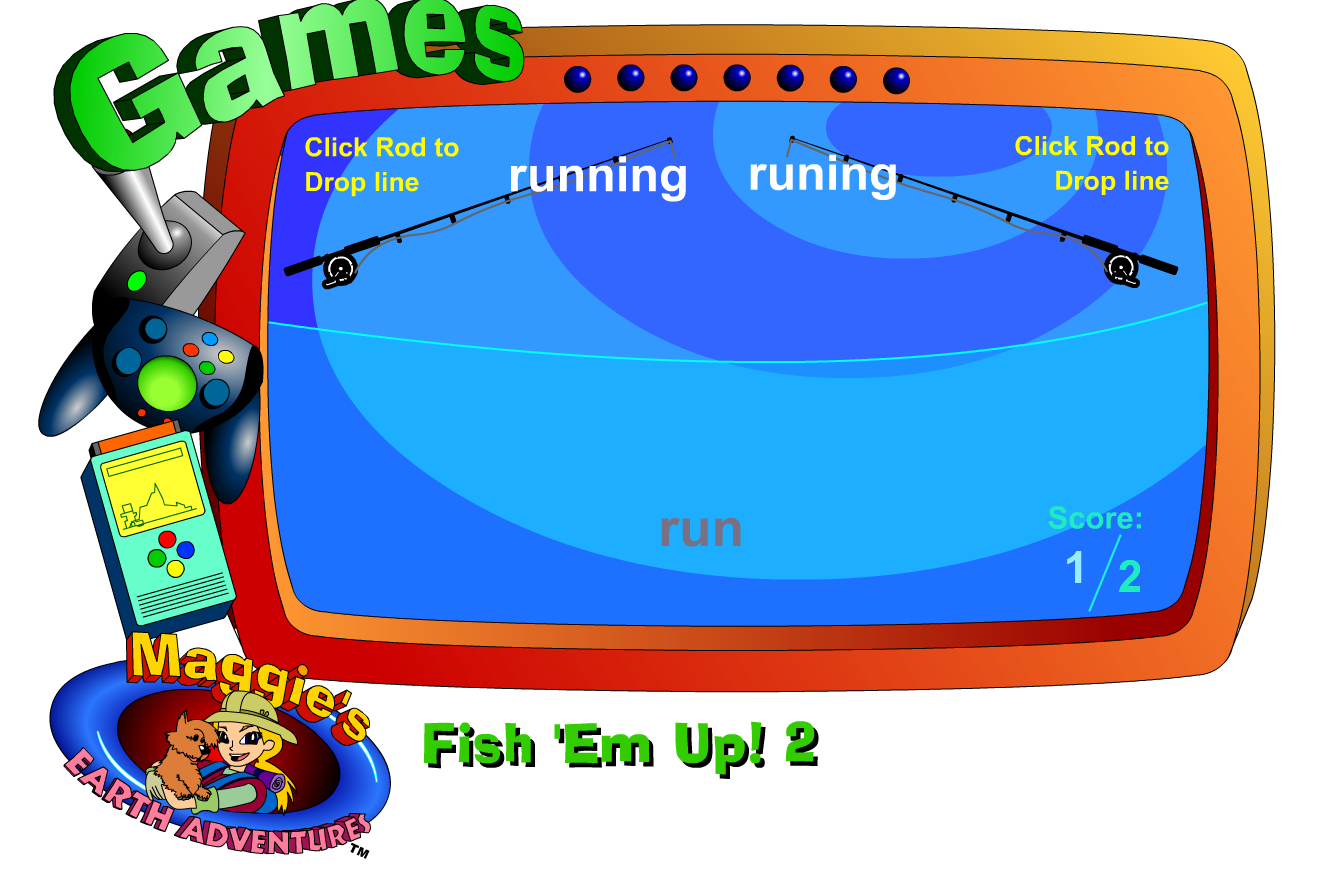 Games
Click Rod to
Drop line
running
runing
Click Rod to
Drop line
run
Score:
1/2
Maggie's
EARTH ADVENTURES
TM
Fish 'Em Up! 2